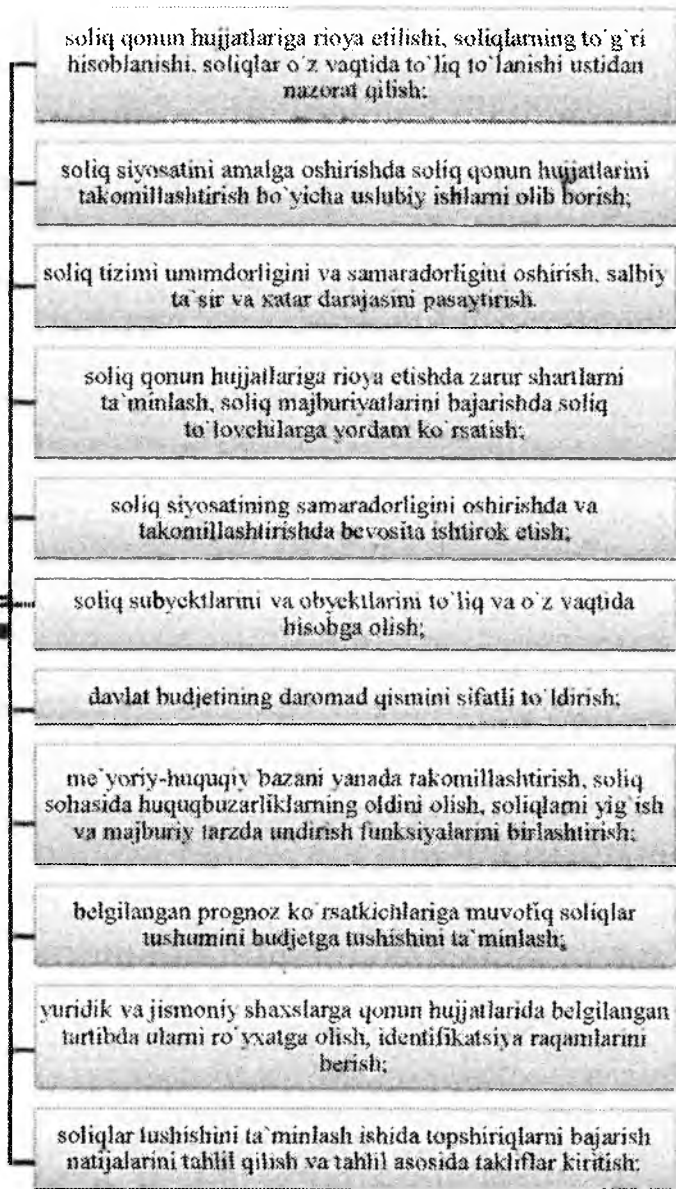 soliq qonun hujjatlariga rioya etilishi, soliqlarning to`g`ri
hisoblanishi, soliqlar o`z vaqtida to`liq to`lanishi ustidan
nazorat qilish;
soliq siyosatini amalga oshirishda soliq qonun hujjatlarini
takomillashtirish bo`yicha uslubiy ishlarni olib borish;
soliq tizimi unumdorligini va samaradorligini oshirish, salbiy
ta`sir va xatar darajasini pasaytirish.
soliq qonun hujjatlariga rioya etishda zarur shartlarni
ta`minlash, soliq majburiyatlarini bajarishda soliq
to`lovchilarga yordam ko`rsatish;
soliq siyosatining samaradorligini oshirishda va
takomillashtirishda bevosita ishtirok etish;
soliq subyektlarini va obyektlarini to`liq va o`z vaqtida
hisobga olish;
davlat budjetining daromad qismini sifatli to`ldirish;
me`yoriy-huquqiy bazani yanada takomillashtirish, soliq
sohasida huquqbuzarliklarning oldini olish, soliqlarni yig`ish
va majburiy tarzda undirish funksiyalarini birlashtirish;
belgilangan prognoz ko`rsatkichlariga muvofiq soliqlar
tushumini budjetga tushishini ta`minlash;
yuridik va jismoniy shaxslarga qonun hujjatlarida belgilangan
tartibda ularni ro`yxatga olish, identifikatsiya raqamlarini
berish;
soliqlar tushishini ta`minlash ishida topshiriqlarni bajarish
natijalarini tahlil qilish va tahlil asosida takliflar kiritish;